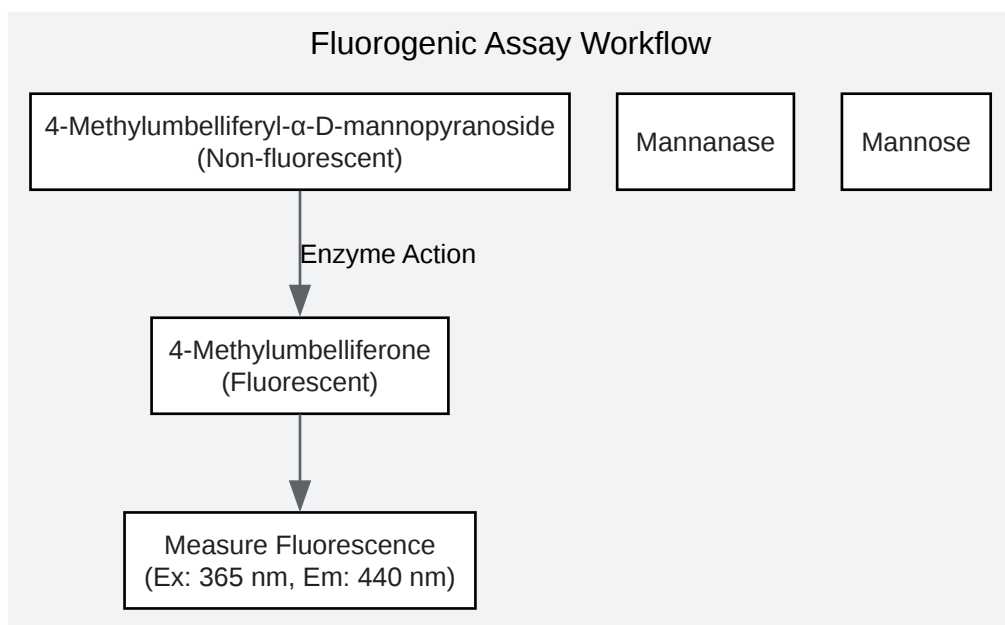 Fluorogenic Assay Workflow
4-Methylumbelliferyl-α-D-mannopyranoside
(Non-fluorescent)
Mannanase
Mannose
Enzyme Action
4-Methylumbelliferone
(Fluorescent)
Measure Fluorescence
(Ex: 365 nm, Em: 440 nm)